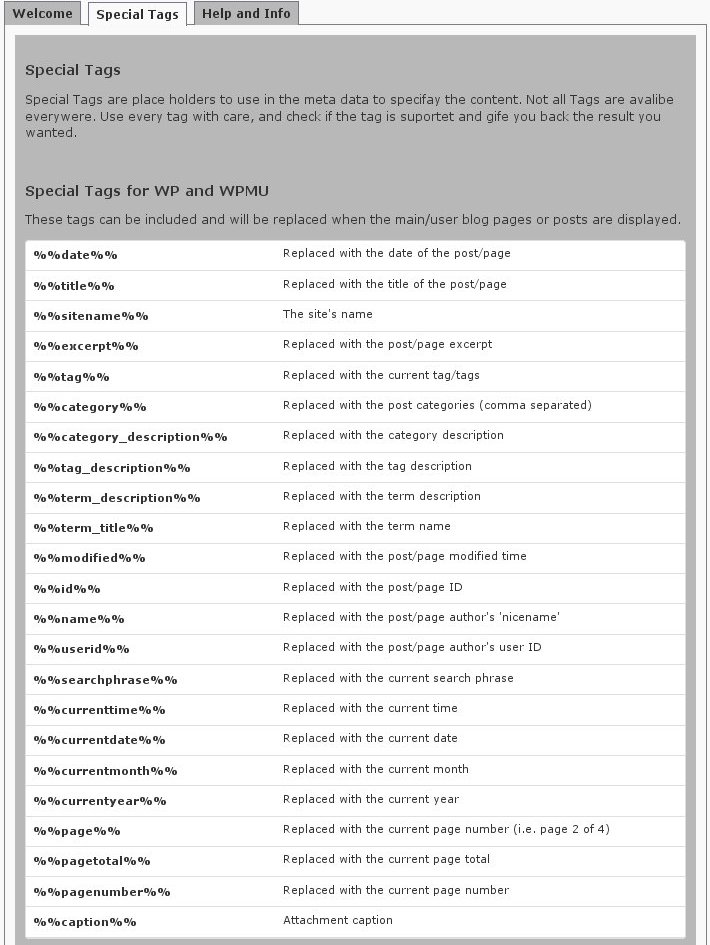 Welcome
Special Tags
Help and Info
Special Tags
Special Tags are place holders to use in the meta data to specifay the content. Not all Tags are avalibe
everywere. Use every tag with care, and check if the tag is suportet and gife you back the result you
wanted.
Special Tags for WP and WPMU
These tags can be included and will be replaced when the main/user blog pages or posts are displayed.
%%date%% Replaced with the date of the post/page
%%title%% Replaced with the title of the post/page
%%sitename%% The site's name
%%excerpt%% Replaced with the post/page excerpt
%%tag%% Replaced with the current tag/tags
%%category%% Replaced with the post categories (comma separated)
%%category_description%% Replaced with the category description
%%tag_description%% Replaced with the tag description
%%term_description%% Replaced with the term description
%%term_title%% Replaced with the term name
%%modified%% Replaced with the post/page modified time
%%id%% Replaced with the post/page ID
%%name%% Replaced with the post/page author's 'nicename'
%%userid%% Replaced with the post/page author's user ID
%%searchphrase%% Replaced with the current search phrase
%%currenttime%% Replaced with the current time
%%currentdate%% Replaced with the current date
%%currentmonth%% Replaced with the current month
%%currentyear%% Replaced with the current year
%%page%% Replaced with the current page number (i.e. page 2 of 4)
%%pagetotal%% Replaced with the current page total
%%pagenumber%% Replaced with the current page number
%%caption%% Attachment caption